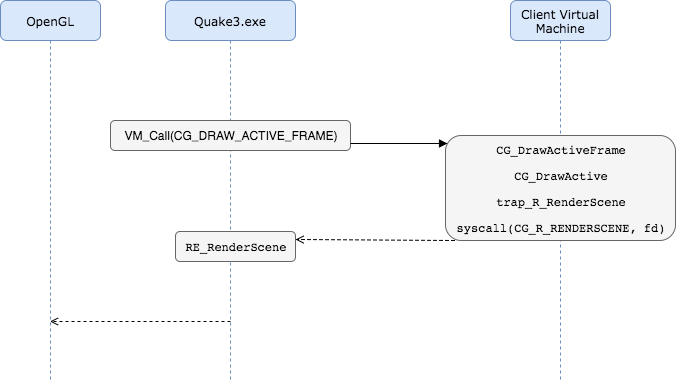 OpenGL
Quake3.exe
Client Virtual
Machine
VM_Call(CG_DRAW_ACTIVE_FRAME)
CG_DrawActiveFrame
CG_DrawActive
trap_R_RenderScene
syscall(CG_R_RENDERSCENE, fd)
RE_RenderScene